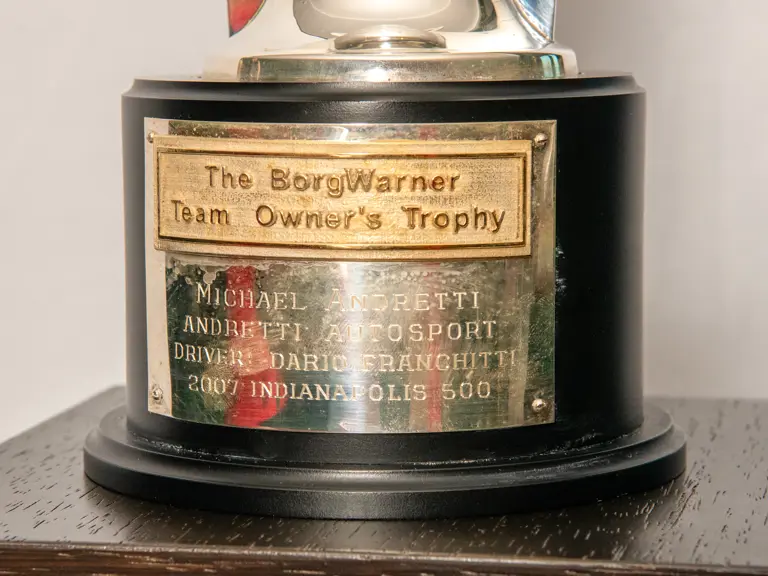 The BorgWarner
Team Owner's Trophy
MICHAEL ANDRETTI
ANDRETTI AUTOSPORT
DRIVER: DARIO FRANCHITTI
2007 INDIANAPOLIS 500